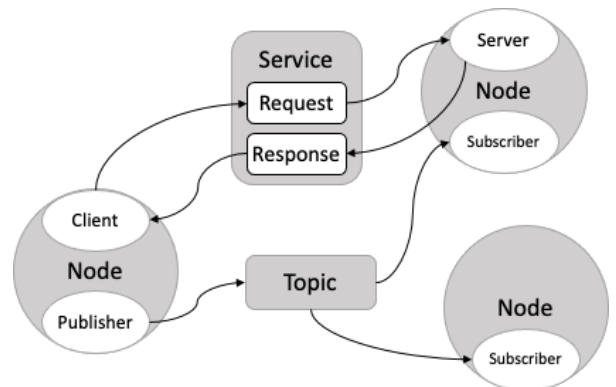 Server
Service
Node
Request
Subscriber
Response
Client
Node
Topic
Publisher
Node
Subscriber